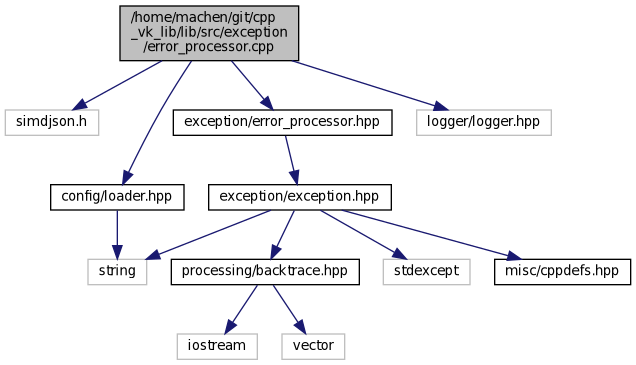 /home/machen/git/cpp
_vk_lib/lib/src/exception
/error_processor.cpp
simdjson.h
exception/error_processor.hpp
logger/logger.hpp
config/loader.hpp
exception/exception.hpp
string
processing/backtrace.hpp
stdexcept
misc/cppdefs.hpp
iostream
vector